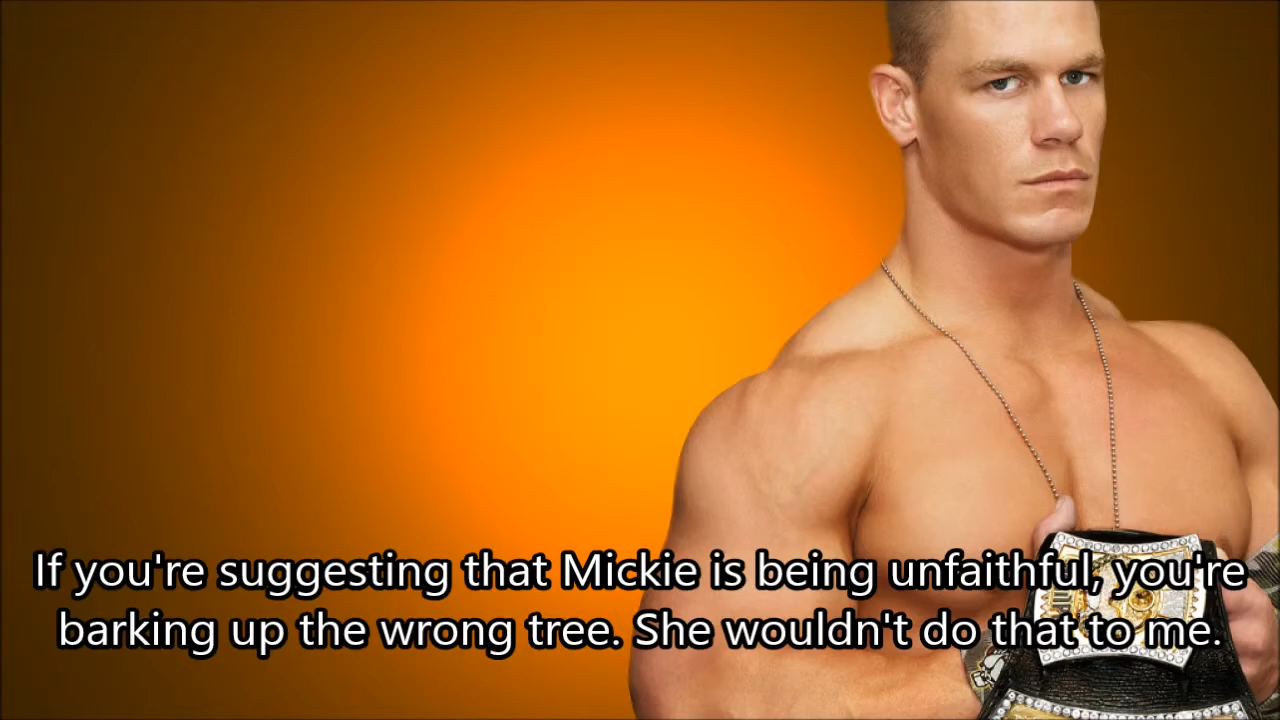 If you're suggesting that Mickie is being unfaithful, you're
barking up the wrong tree. She wouldn't do that to me.